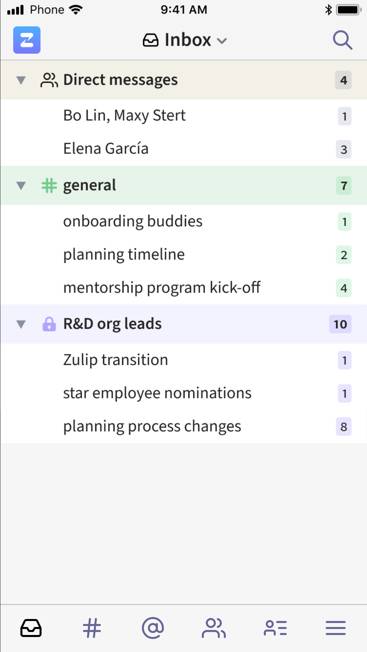 Phone 9:41 AM
Inbox
Direct messages 4
Bo Lin, Maxy Stert 1
Elena García 3
# general 7
onboarding buddies 1
planning timeline 2
mentorship program kick-off 4
R&D org leads 10
Zulip transition 1
star employee nominations 1
planning process changes 8